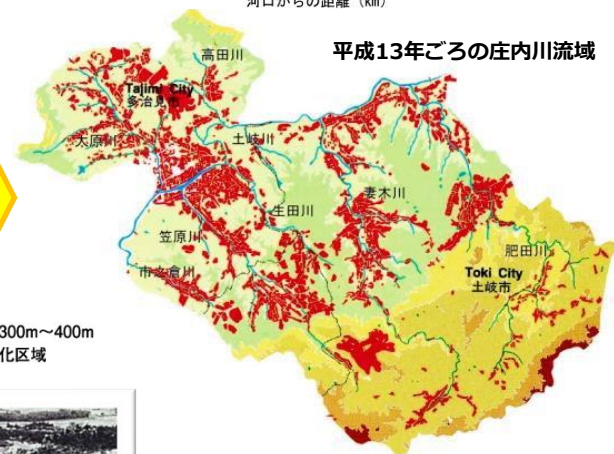 河口からの距離（km）
平成13年ごろの庄内川流域
高田川
Tajimi City
多治見市
大原川
土岐川
妻木川
生田川
笠原川
市之倉川
肥田川
Toki City
土岐市
300m～400m
化区域